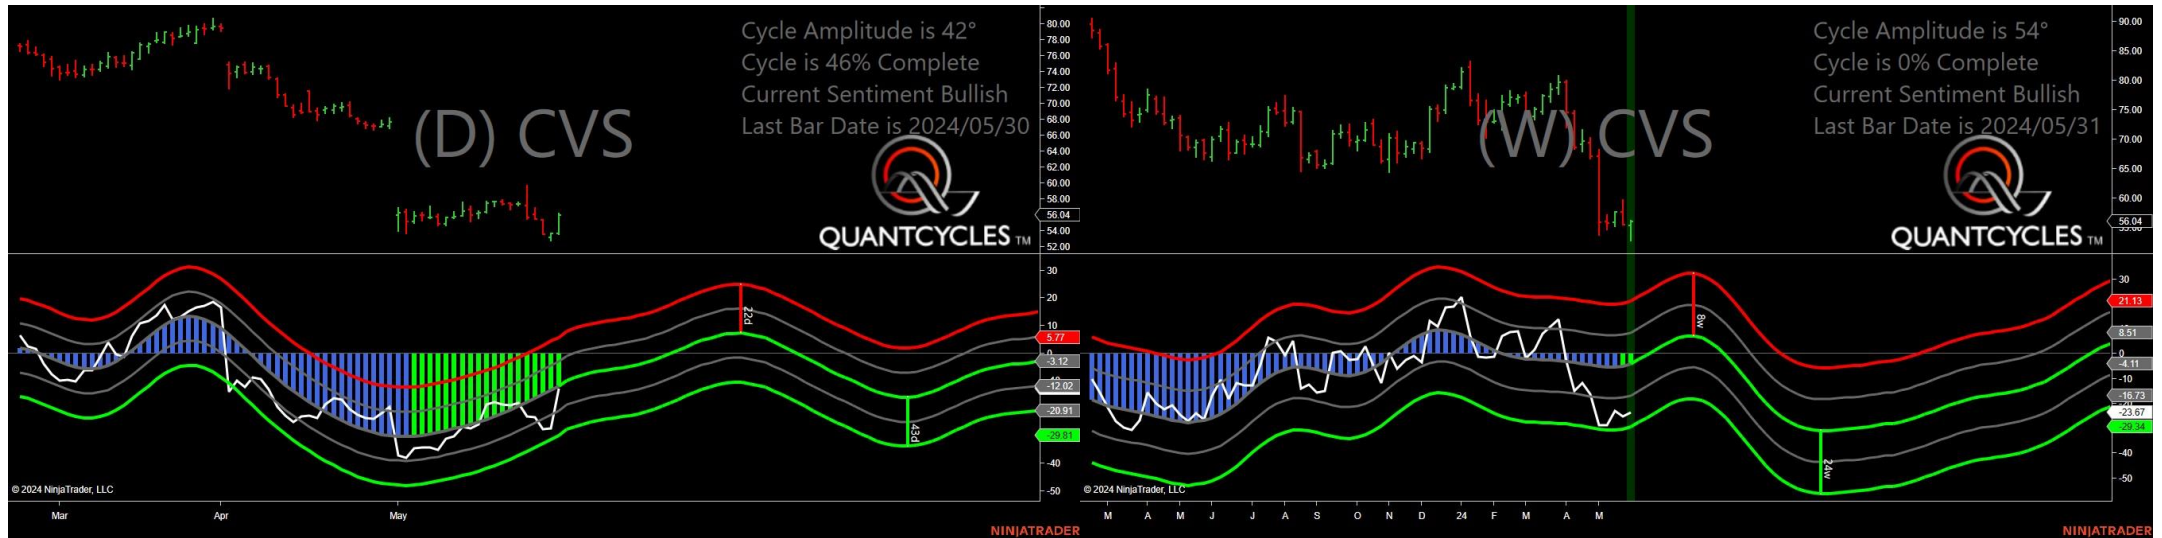 Cycle Amplitude is 42°
Cycle is 46% Complete
Current Sentiment Bullish
Last Bar Date is 2024/05/30
(D) CVS
QUANTCYCLES TM
80.00
78.00
76.00
74.00
72.00
70.00
68.00
66.00
64.00
62.00
60.00
58.00
56.04
54.00
52.00
30
20
10
5.77
0
-3.12
-12.02
-20.91
-29.81
-40
-50
22d
43d
© 2024 NinjaTrader, LLC
Mar Apr May
NINJATRADER
Cycle Amplitude is 54°
Cycle is 0% Complete
Current Sentiment Bullish
Last Bar Date is 2024/05/31
(W) CVS
QUANTCYCLES TM
90.00
85.00
80.00
75.00
70.00
65.00
60.00
56.04
55.00
30
21.13
8.51
0
-4.11
-10
-16.73
-23.67
-29.34
-40
-50
8w
24w
© 2024 NinjaTrader, LLC
M A M J J A S O N D 24 F M A M
NINJATRADER